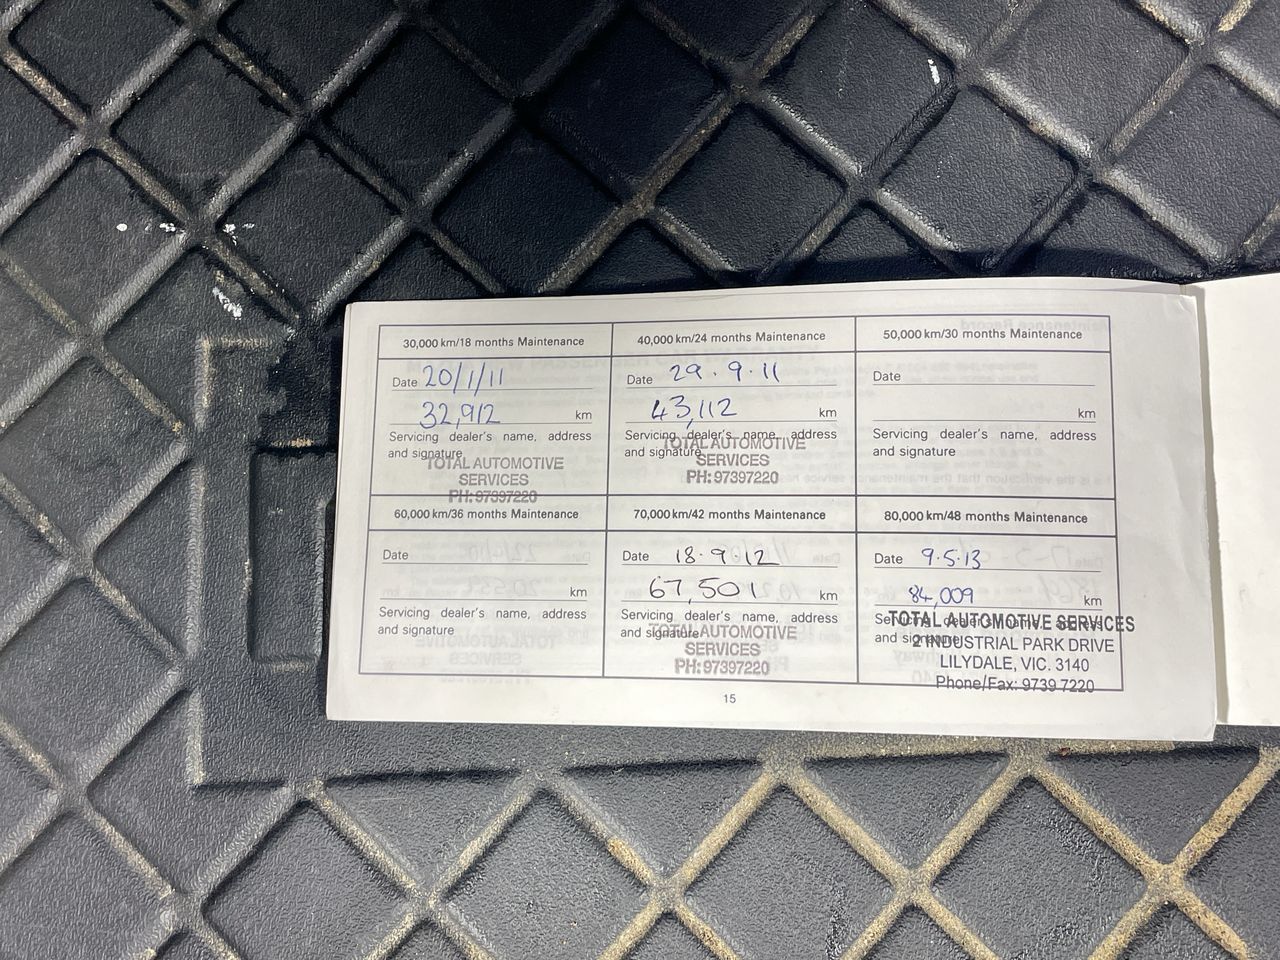 30,000 km/18 months Maintenance
Date 20/1/11
32,912 km
Servicing dealer's name, address
and signature
TOTAL AUTOMOTIVE
SERVICES
PH: 97397220
40,000 km/24 months Maintenance
Date 29.9.11
43,112 km
Servicing dealer's name, address
and signature
TOTAL AUTOMOTIVE
SERVICES
PH: 97397220
50,000 km/30 months Maintenance
Date
km
Servicing dealer's name, address
and signature
60,000 km/36 months Maintenance
Date
km
Servicing dealer's name, address
and signature
70,000 km/42 months Maintenance
Date 18.9.12
67,501 km
Servicing dealer's name, address
and signature
TOTAL AUTOMOTIVE
SERVICES
PH: 97397220
80,000 km/48 months Maintenance
Date 9.5.13
84,009 km
Servicing dealer's name, address
and signature
TOTAL AUTOMOTIVE SERVICES
2 INDUSTRIAL PARK DRIVE
LILYDALE, VIC. 3140
Phone/Fax: 9739 7220
15